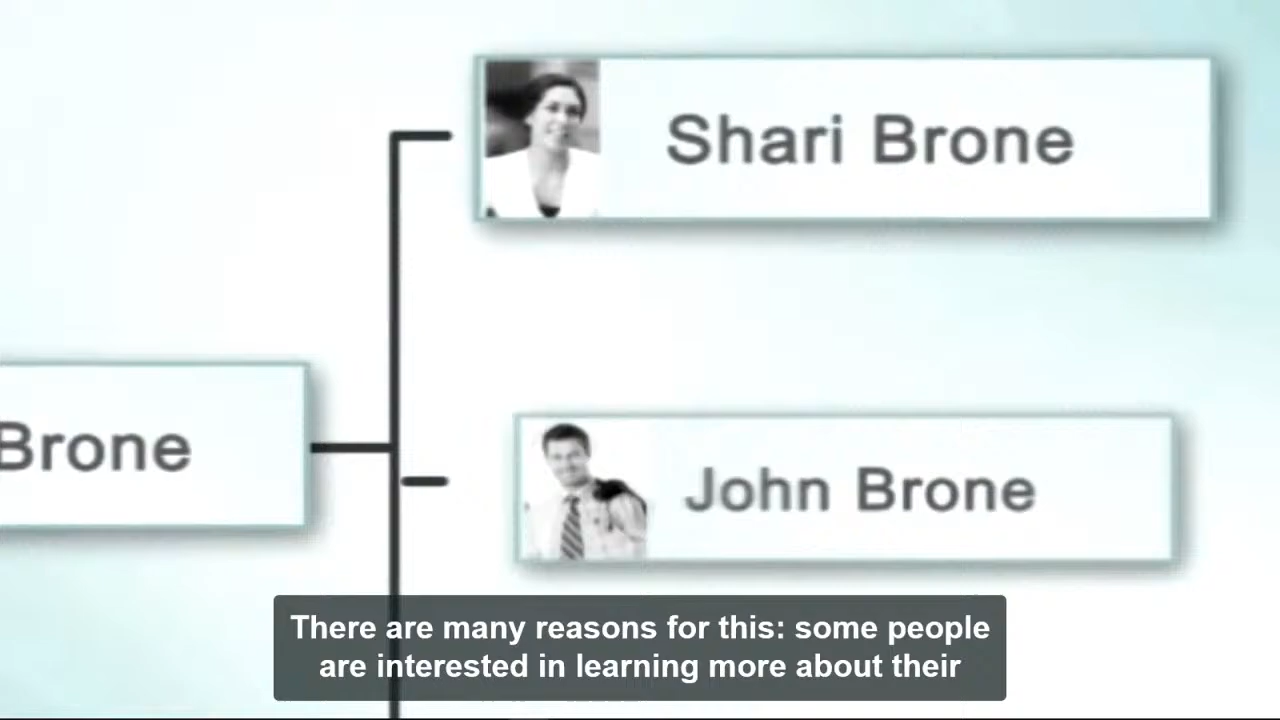 Shari Brone
Brone
John Brone
There are many reasons for this: some people
are interested in learning more about their